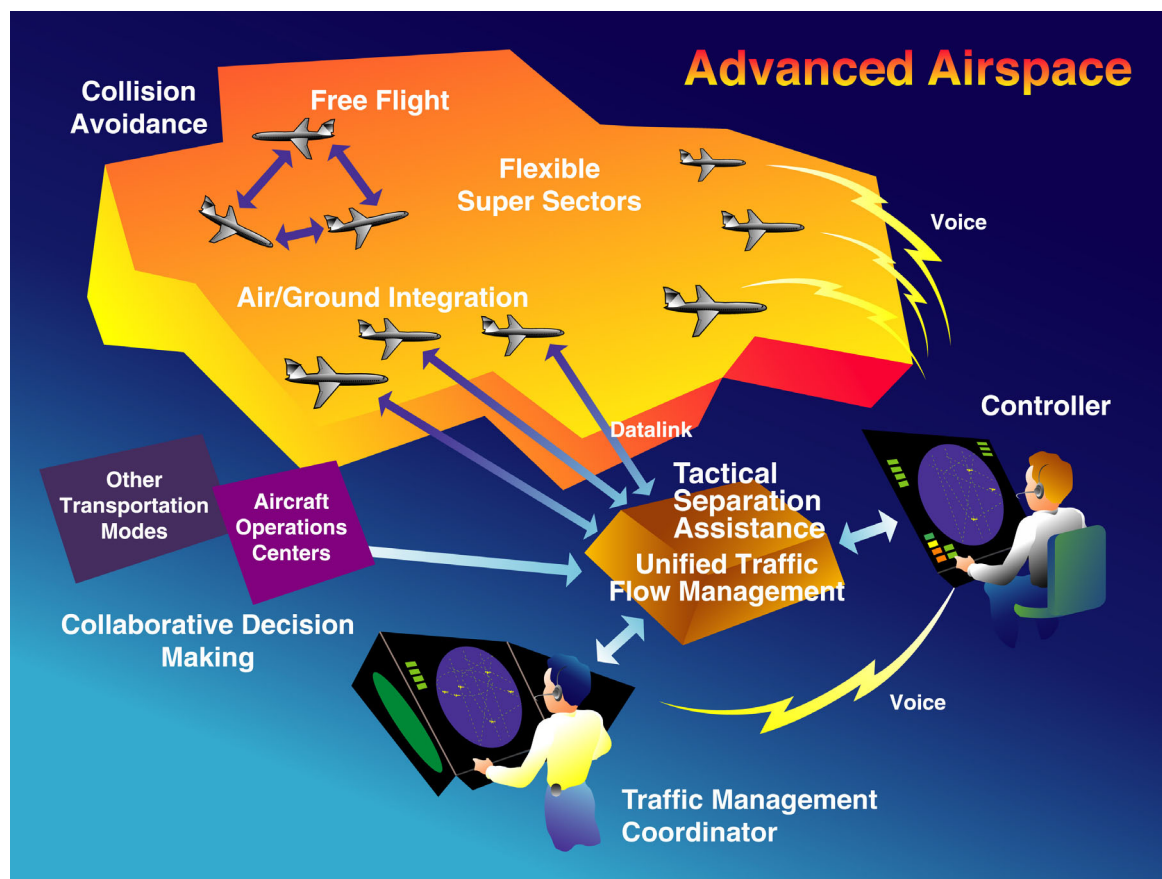 Advanced Airspace
Collision
Avoidance
Free Flight
Flexible
Super Sectors
Voice
Air/Ground Integration
Controller
Datalink
Tactical
Separation
Assistance
Other
Transportation
Modes
Aircraft
Operations
Centers
Unified Traffic
Flow Management
Collaborative Decision
Making
Voice
Traffic Management
Coordinator